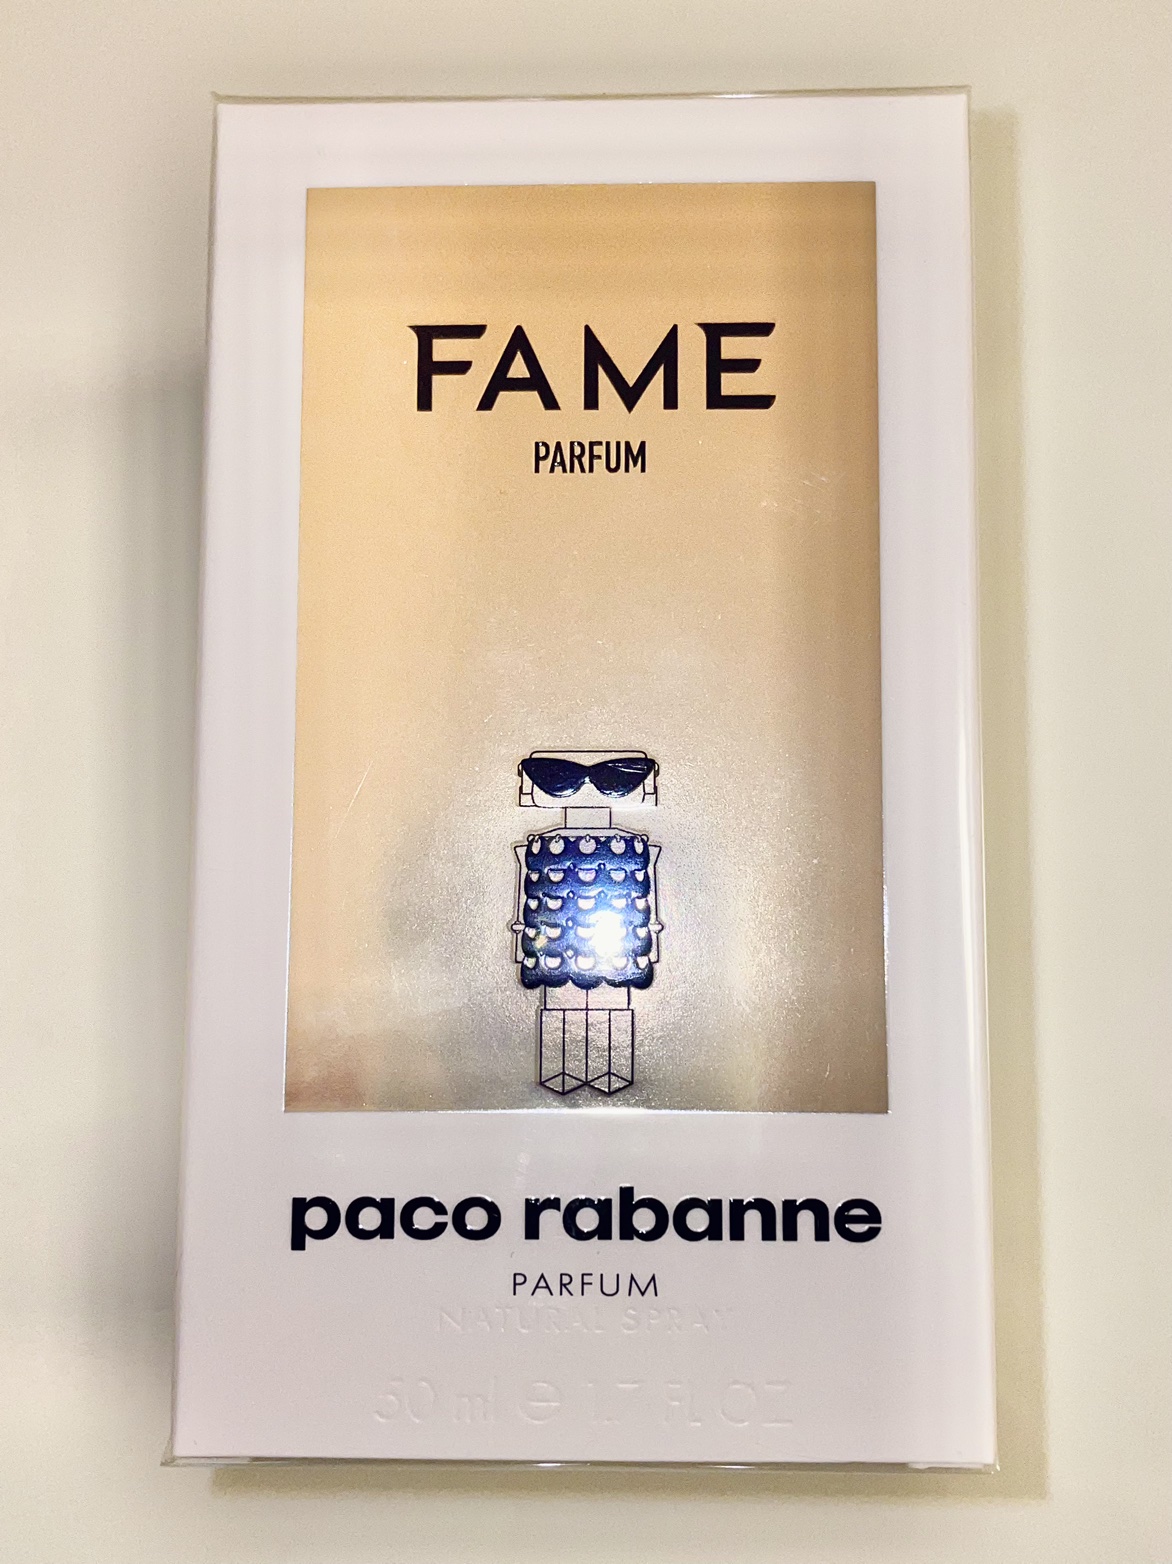 FAME
PARFUM
paco rabanne
PARFUM
NATURAL SPRAY
50 ml ℮ 1.7 FL OZ